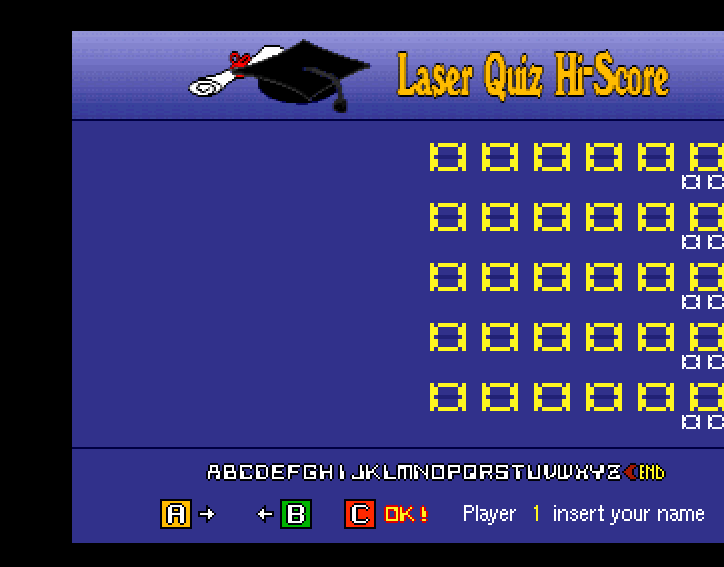 Laser Quiz Hi-Score
ABCDEFGHIJKLMNOPQRSTUVWXYZ END
A → ← B C OK! Player 1 insert your name